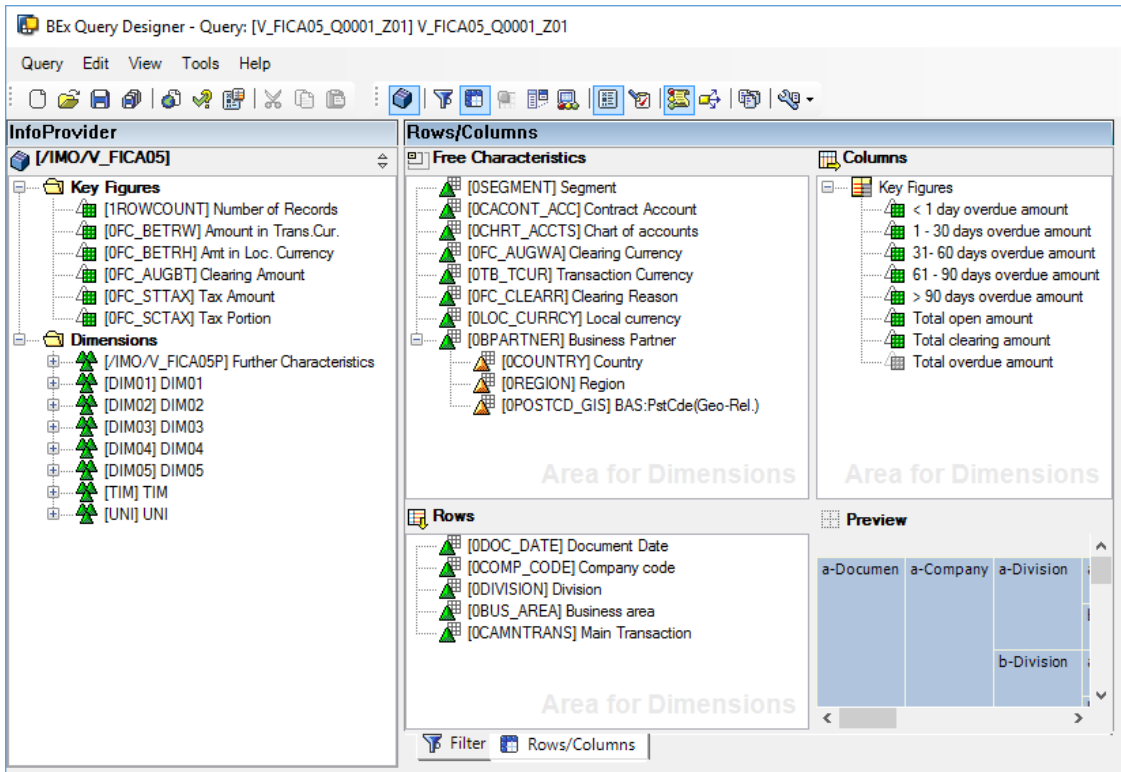 BEx Query Designer - Query: [V_FICA05_Q0001_Z01] V_FICA05_Q0001_Z01
Query Edit View Tools Help
InfoProvider
[/IMO/V_FICA05]
Key Figures
[1ROWCOUNT] Number of Records
[0FC_BETRW] Amount in Trans.Cur.
[0FC_BETRH] Amt in Loc. Currency
[0FC_AUGBT] Clearing Amount
[0FC_STTAX] Tax Amount
[0FC_SCTAX] Tax Portion
Dimensions
[/IMO/V_FICA05P] Further Characteristics
[DIM01] DIM01
[DIM02] DIM02
[DIM03] DIM03
[DIM04] DIM04
[DIM05] DIM05
[TIM] TIM
[UNI] UNI
Rows/Columns
Free Characteristics
[0SEGMENT] Segment
[0CACONT_ACC] Contract Account
[0CHRT_ACCTS] Chart of accounts
[0FC_AUGWA] Clearing Currency
[0TB_TCUR] Transaction Currency
[0FC_CLEARR] Clearing Reason
[0LOC_CURRCY] Local currency
[0BPARTNER] Business Partner
[0COUNTRY] Country
[0REGION] Region
[0POSTCD_GIS] BAS:PstCde(Geo-Rel.)
Area for Dimensions
Columns
Key Figures
< 1 day overdue amount
1 - 30 days overdue amount
31- 60 days overdue amount
61 - 90 days overdue amount
> 90 days overdue amount
Total open amount
Total clearing amount
Total overdue amount
Area for Dimensions
Rows
[0DOC_DATE] Document Date
[0COMP_CODE] Company code
[0DIVISION] Division
[0BUS_AREA] Business area
[0CAMNTRANS] Main Transaction
Area for Dimensions
Preview
a-Documen a-Company a-Division
b-Division
Filter Rows/Columns